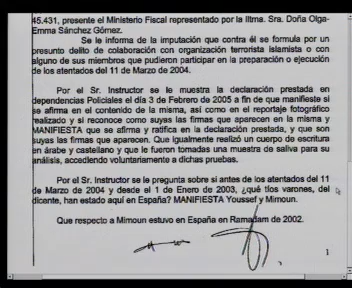 45.431, presente el Ministerio Fiscal representado por la Iltma. Sra. Doña Olga-
Emma Sánchez Gómez.
Se le informa de la imputación que contra él se formula por un
presunto delito de colaboración con organización terrorista islamista o con
alguno de sus miembros que pudieron participar en la preparación o ejecución
de los atentados del 11 de Marzo de 2004.
Por el Sr. Instructor se le muestra la declaración prestada en
dependencias Policiales el día 3 de Febrero de 2005 a fin de que manifieste si
se afirma en el contenido de la misma, así como en el reportaje fotográfico
realizado y si reconoce como suyas las firmas que aparecen en la misma y
MANIFIESTA que se afirma y ratifica en la declaración prestada, y que son
suyas las firmas que aparecen. Que igualmente realizó un cuerpo de escritura
en árabe y castellano y que le fueron tomadas una muestra de saliva para su
análisis, accediendo voluntariamente a dichas pruebas.
Por el Sr. Instructor se le pregunta sobre si antes de los atentados del 11
de Marzo de 2004 y desde el 1 de Enero de 2003, ¿qué tíos varones, del
dicente, han estado aquí en España? MANIFIESTA Youssef y Mimoun.
Que respecto a Mimoun estuvo en España en Ramadam de 2002.
1